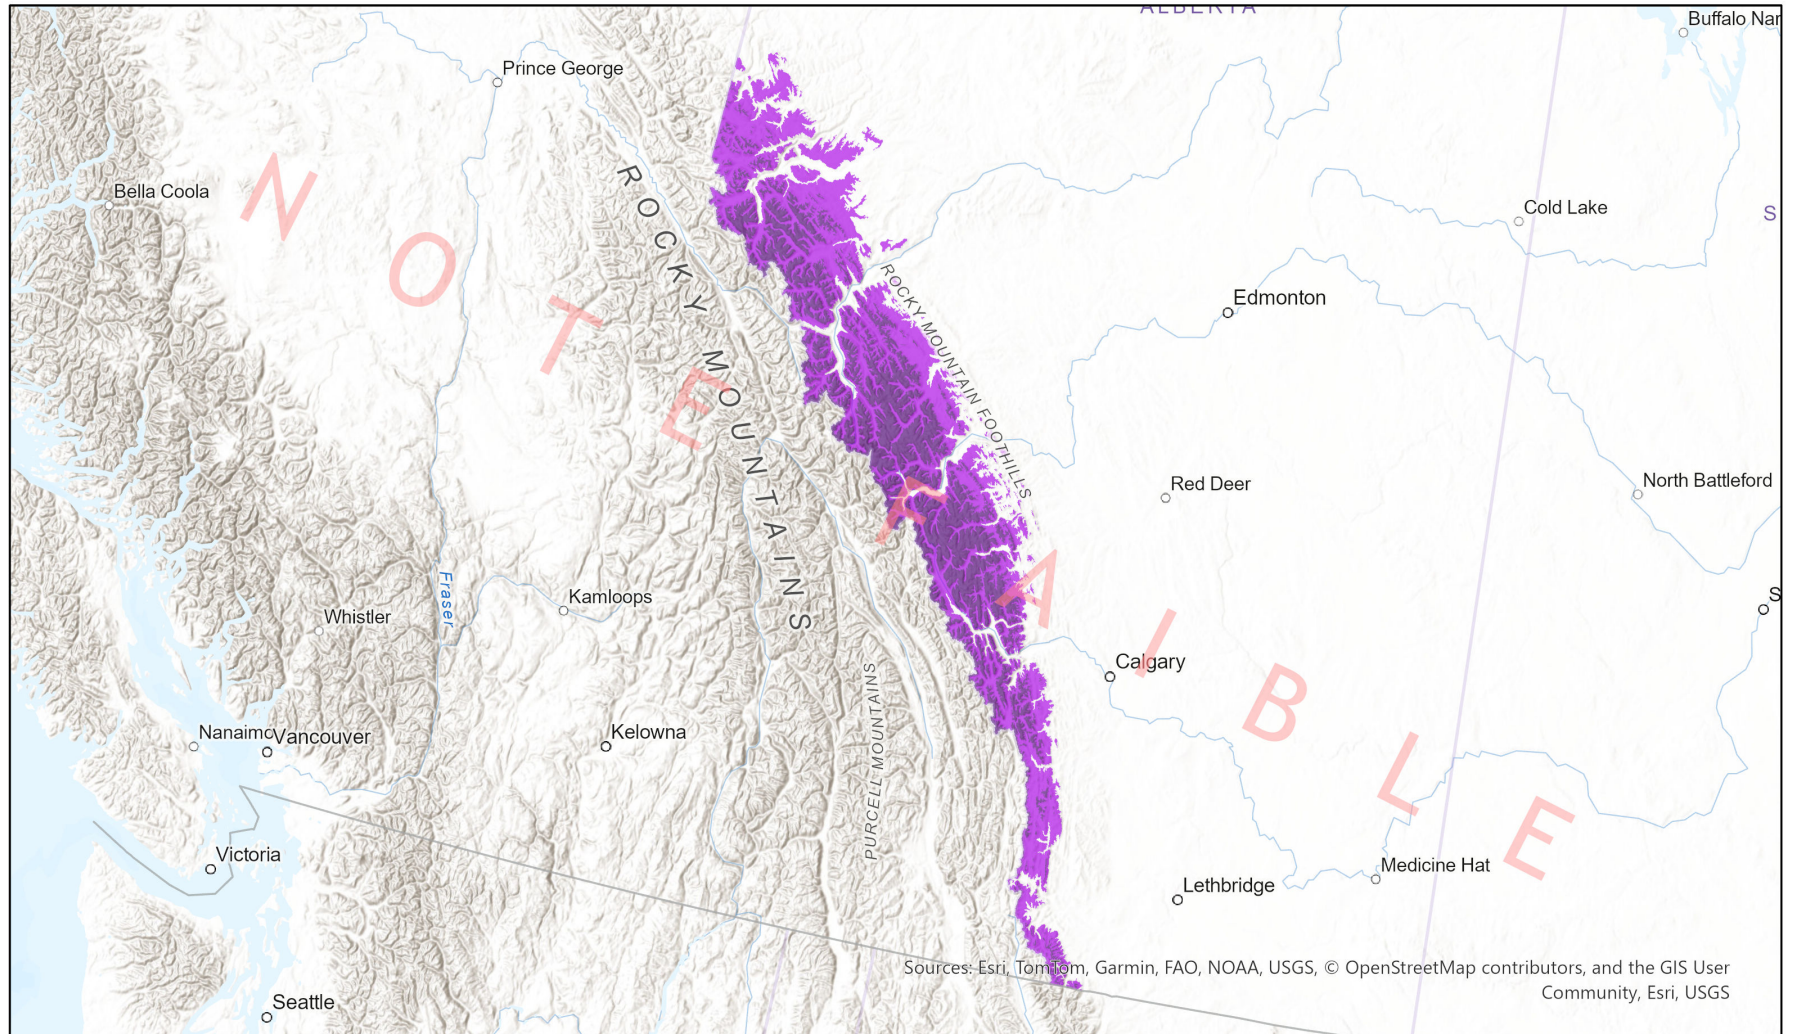 ALBERTA
Buffalo Nar
Prince George
Bella Coola
Cold Lake
S
ROCKY MOUNTAINS
ROCKY MOUNTAIN FOOTHILLS
Edmonton
Red Deer
North Battleford
Fraser
Kamloops
Whistler
S
Calgary
PURCELL MOUNTAINS
Kelowna
Nanaimo
Vancouver
Victoria
Lethbridge
Medicine Hat
Seattle
NOTE FAIBLE
Sources: Esri, TomTom, Garmin, FAO, NOAA, USGS, © OpenStreetMap contributors, and the GIS User
Community, Esri, USGS